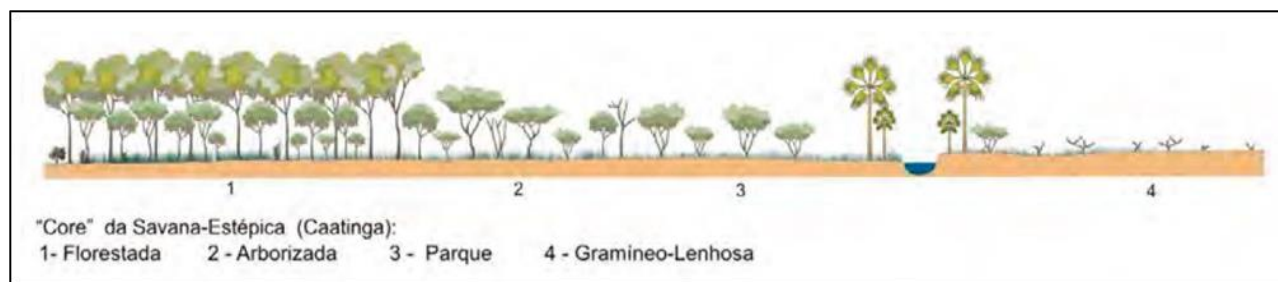 1 2 3 4
"Core" da Savana-Estépica (Caatinga):
1- Florestada 2 - Arborizada 3 - Parque 4 - Gramíneo-Lenhosa